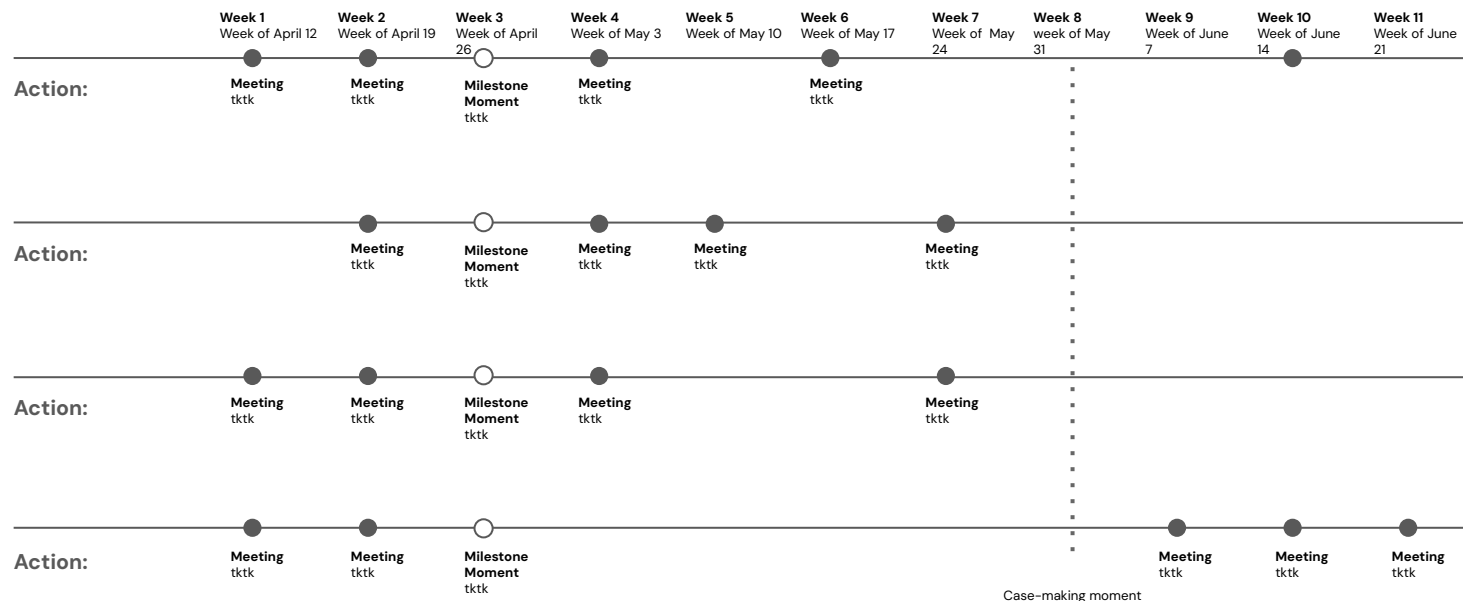 Week 1
Week of April 12
Week 2
Week of April 19
Week 3
Week of April
26
Week 4
Week of May 3
Week 5
Week of May 10
Week 6
Week of May 17
Week 7
Week of  May
24
Week 8
week of May
31
Week 9
Week of June
7
Week 10
Week of June
14
Week 11
Week of June
21
Action:
Meeting
tktk
Meeting
tktk
Milestone
Moment
tktk
Meeting
tktk
Meeting
tktk
Action:
Meeting
tktk
Milestone
Moment
tktk
Meeting
tktk
Meeting
tktk
Meeting
tktk
Action:
Meeting
tktk
Meeting
tktk
Milestone
Moment
tktk
Meeting
tktk
Meeting
tktk
Action:
Meeting
tktk
Meeting
tktk
Milestone
Moment
tktk
Meeting
tktk
Meeting
tktk
Meeting
tktk
Case-making moment